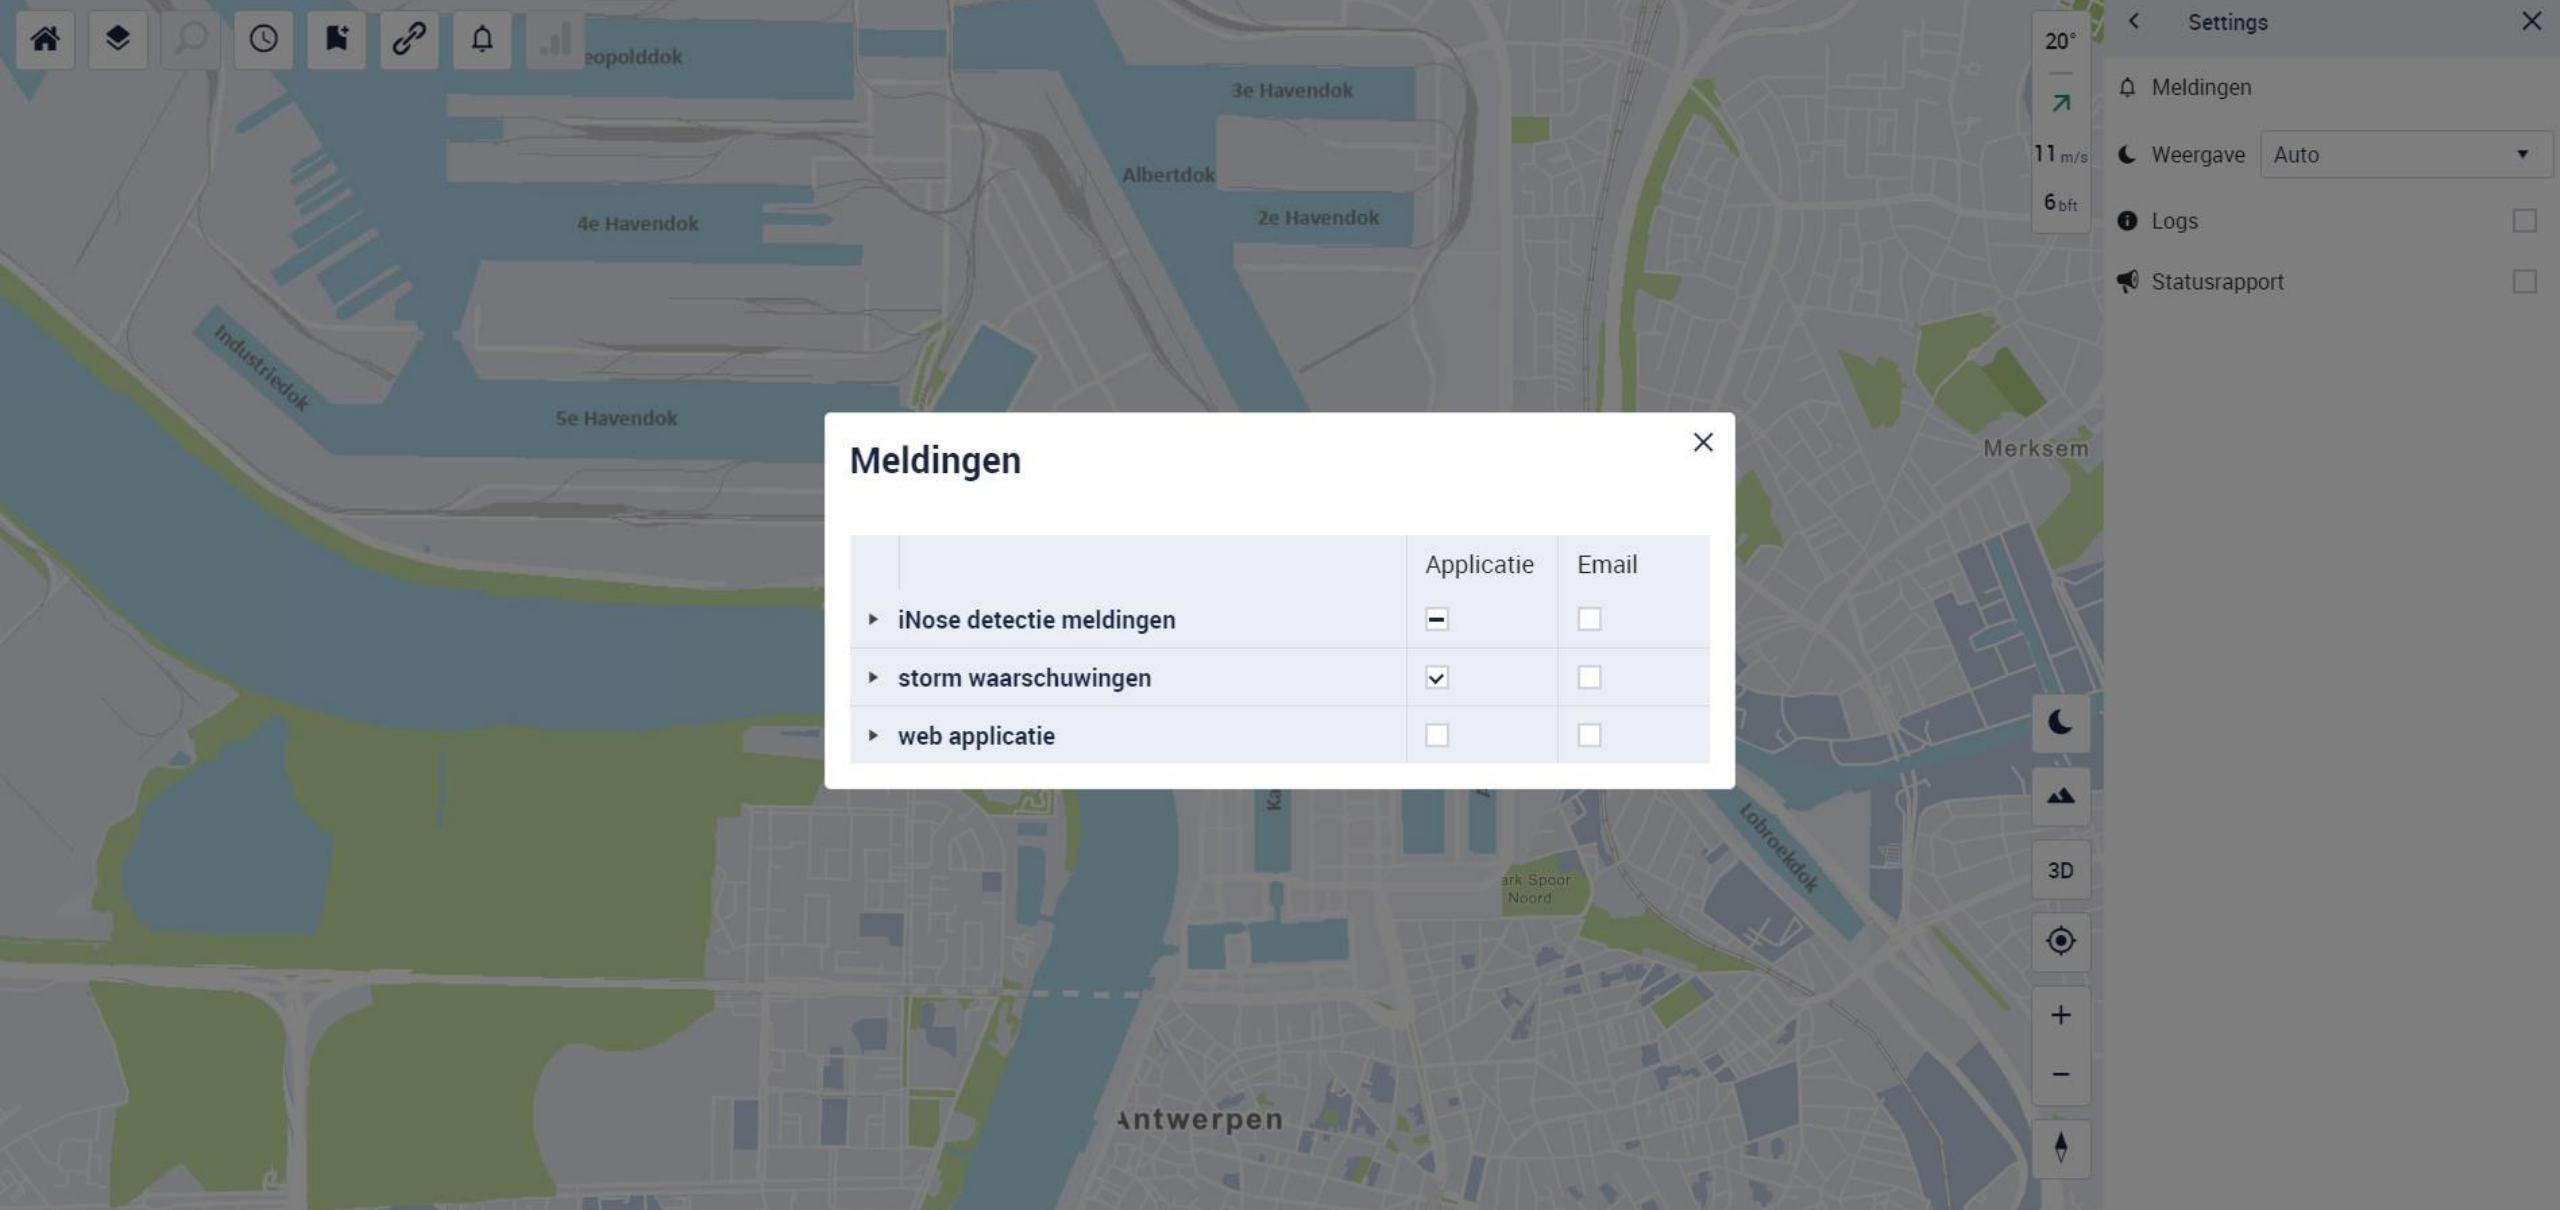 Settings
20°
11 m/s
6 bft
Meldingen
Weergave Auto
Logs
Statusrapport
eopolddok
3e Havendok
Albertdok
2e Havendok
4e Havendok
Industriedok
5e Havendok
Merksem
Meldingen
Applicatie Email
iNose detectie meldingen
storm waarschuwingen
web applicatie
Ka
Lobroekdok
ark Spoor
Noord
3D
+
−
Antwerpen